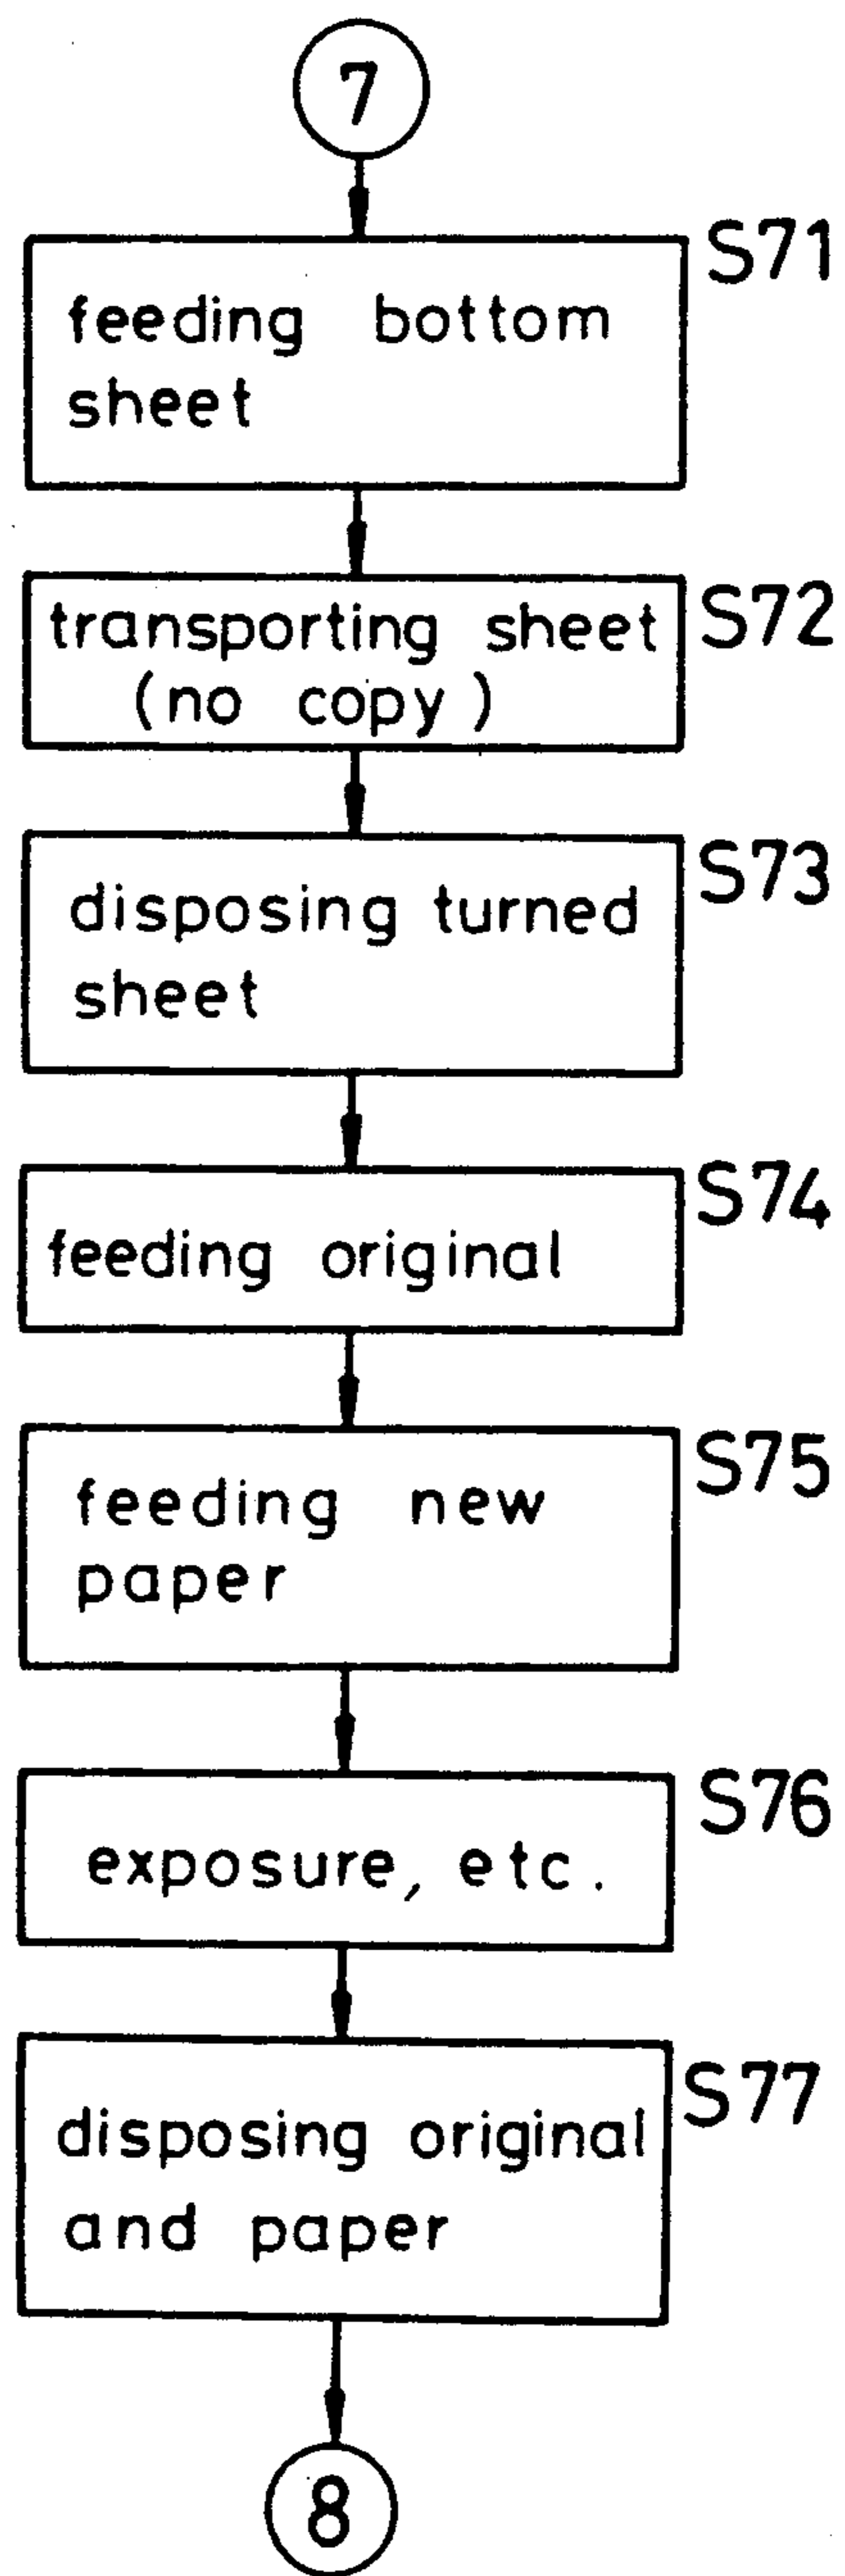 7
S71
feeding bottom
sheet
S72
transporting sheet
(no copy)
S73
disposing turned
sheet
S74
feeding original
S75
feeding new
paper
S76
exposure, etc.
S77
disposing original
and paper
8